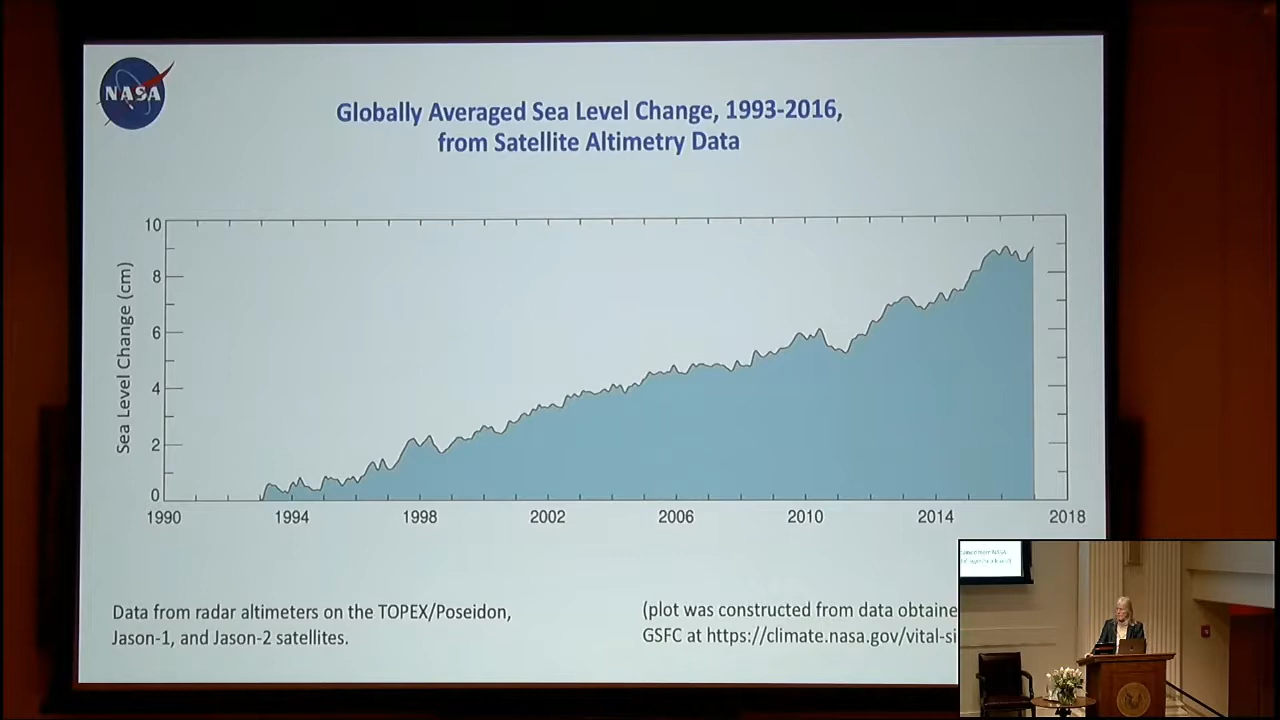 NASA
Globally Averaged Sea Level Change, 1993-2016,
from Satellite Altimetry Data
Sea Level Change (cm)
10
8
6
4
2
0
1990 1994 1998 2002 2006 2010 2014 2018
Data from radar altimeters on the TOPEX/Poseidon,
Jason-1, and Jason-2 satellites.
(plot was constructed from data obtaine
GSFC at https://climate.nasa.gov/vital-si